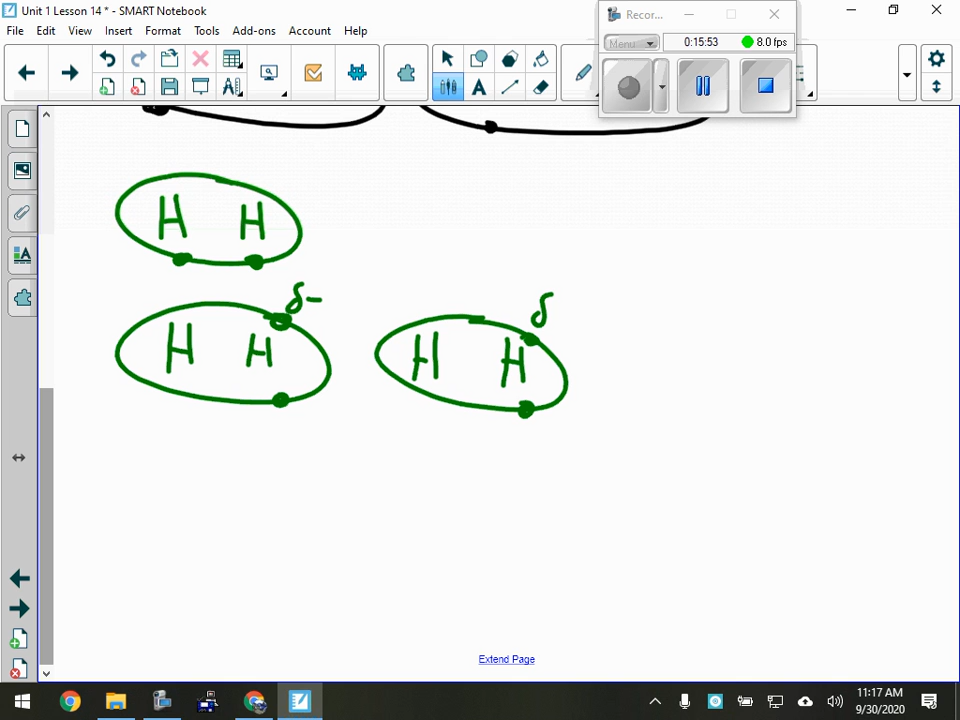 Unit 1 Lesson 14 * - SMART Notebook
Recor...
File Edit View Insert Format Tools Add-ons Account Help
Menu 0:15:53 8.0 fps
H H
δ-
δ
H H H H
Extend Page
11:17 AM
9/30/2020